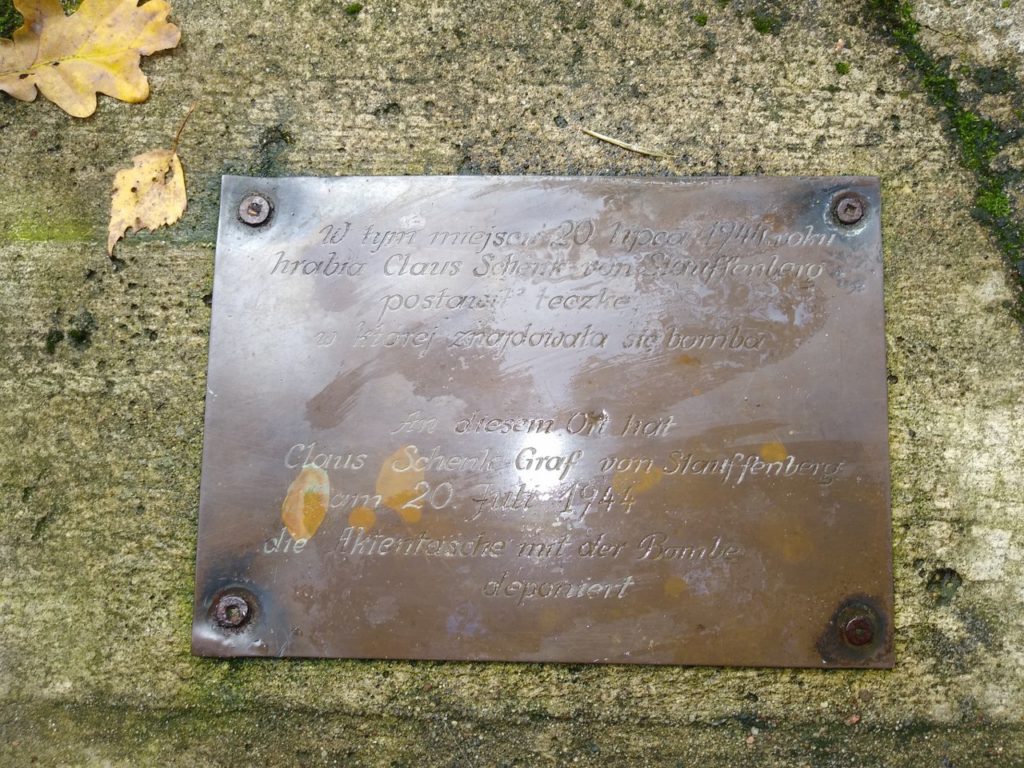 W tym miejscu 20 lipca 1944 roku
hrabia Claus Schenk von Stauffenberg
postawił teczkę,
w której znajdowała się bomba
An diesem Ort hat
Claus Schenk Graf von Stauffenberg
am 20. Juli 1944
die Aktentasche mit der Bombe
deponiert